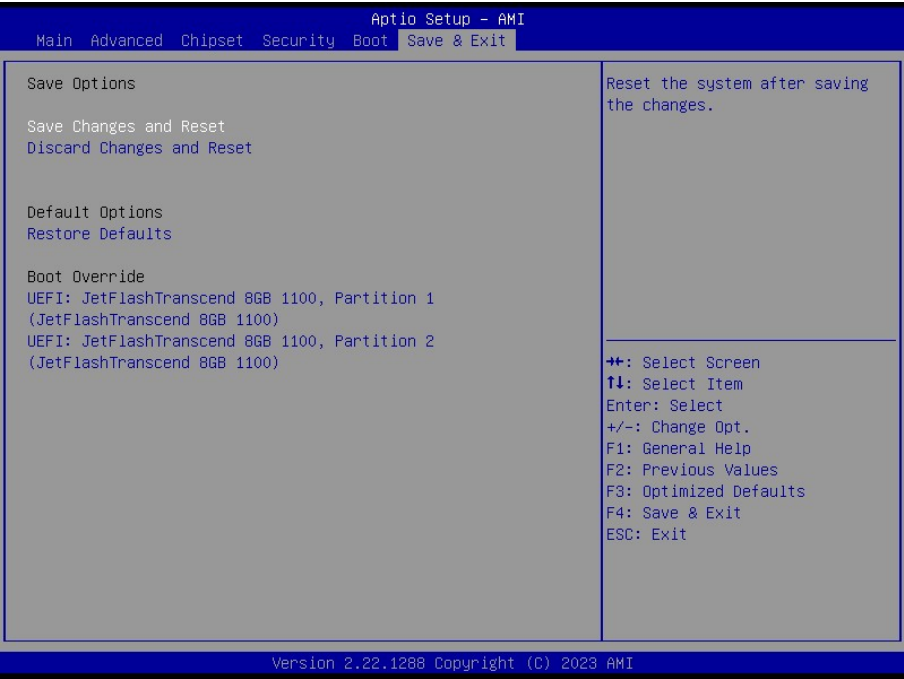 Aptio Setup - AMI
Main Advanced Chipset Security Boot Save & Exit
Save Options
Save Changes and Reset
Discard Changes and Reset
Default Options
Restore Defaults
Boot Override
UEFI: JetFlashTranscend 8GB 1100, Partition 1
(JetFlashTranscend 8GB 1100)
UEFI: JetFlashTranscend 8GB 1100, Partition 2
(JetFlashTranscend 8GB 1100)
Reset the system after saving
the changes.
→←: Select Screen
↑↓: Select Item
Enter: Select
+/-: Change Opt.
F1: General Help
F2: Previous Values
F3: Optimized Defaults
F4: Save & Exit
ESC: Exit
Version 2.22.1288 Copyright (C) 2023 AMI